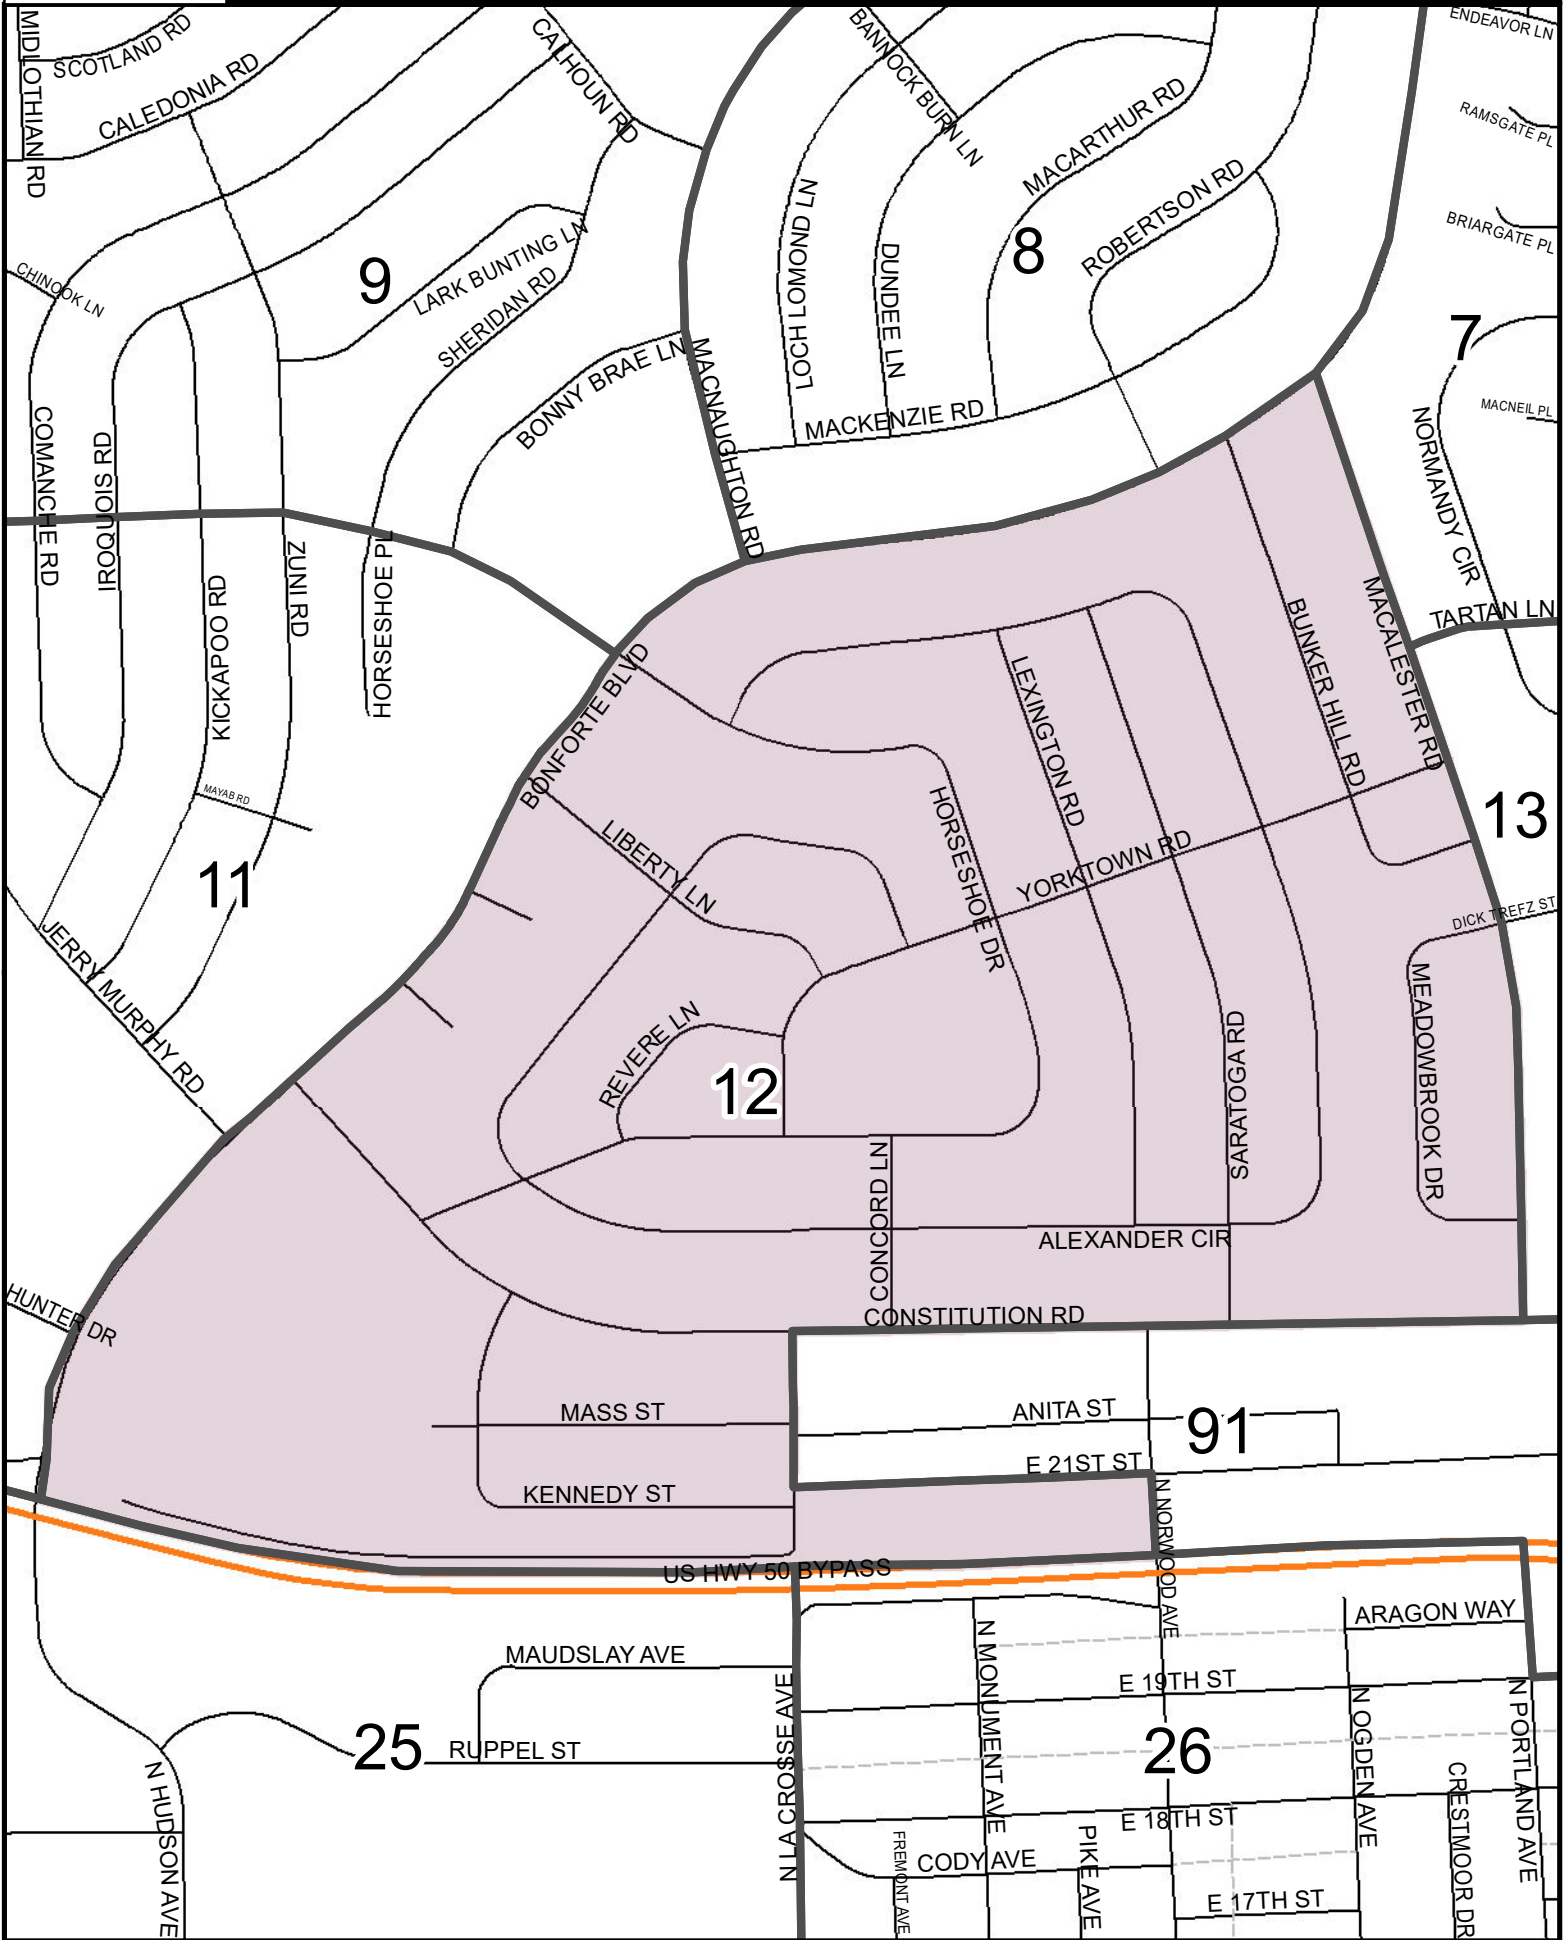 MIDLOTHIAN RD
SCOTLAND RD
CALEDONIA RD
CALHOUN RD
BANNOCK BURN LN
ENDEAVOR LN
RAMSGATE PL
MACARTHUR RD
ROBERTSON RD
BRIARGATE PL
CHINOOK LN
9
LARK BUNTING LN
SHERIDAN RD
LOCH LOMOND LN
DUNDEE LN
8
7
BONNY BRAE LN
MACNAUGHTON RD
MACKENZIE RD
MACNEIL PL
NORMANDY CIR
COMANCHE RD
IROQUOIS RD
KICKAPOO RD
ZUNI RD
HORSESHOE PL
TARTAN LN
MACALESTER RD
BUNKER HILL RD
LEXINGTON RD
BONFORTE BLVD
MAYAB RD
11
LIBERTY LN
HORSESHOE DR
YORKTOWN RD
13
DICK TREFZ ST
JERRY MURPHY RD
REVERE LN
12
SARATOGA RD
MEADOWBROOK DR
CONCORD LN
ALEXANDER CIR
HUNTER DR
CONSTITUTION RD
MASS ST
ANITA ST
91
E 21ST ST
KENNEDY ST
N NORWOOD AVE
US HWY 50 BYPASS
ARAGON WAY
MAUDSLAY AVE
N MONUMENT AVE
E 19TH ST
N LA CROSSE AVE
N OGDEN AVE
N PORTLAND AVE
25
RUPPEL ST
26
N HUDSON AVE
CRESTMOOR DR
E 18TH ST
FREMONT AVE
CODY AVE
PIKE AVE
E 17TH ST